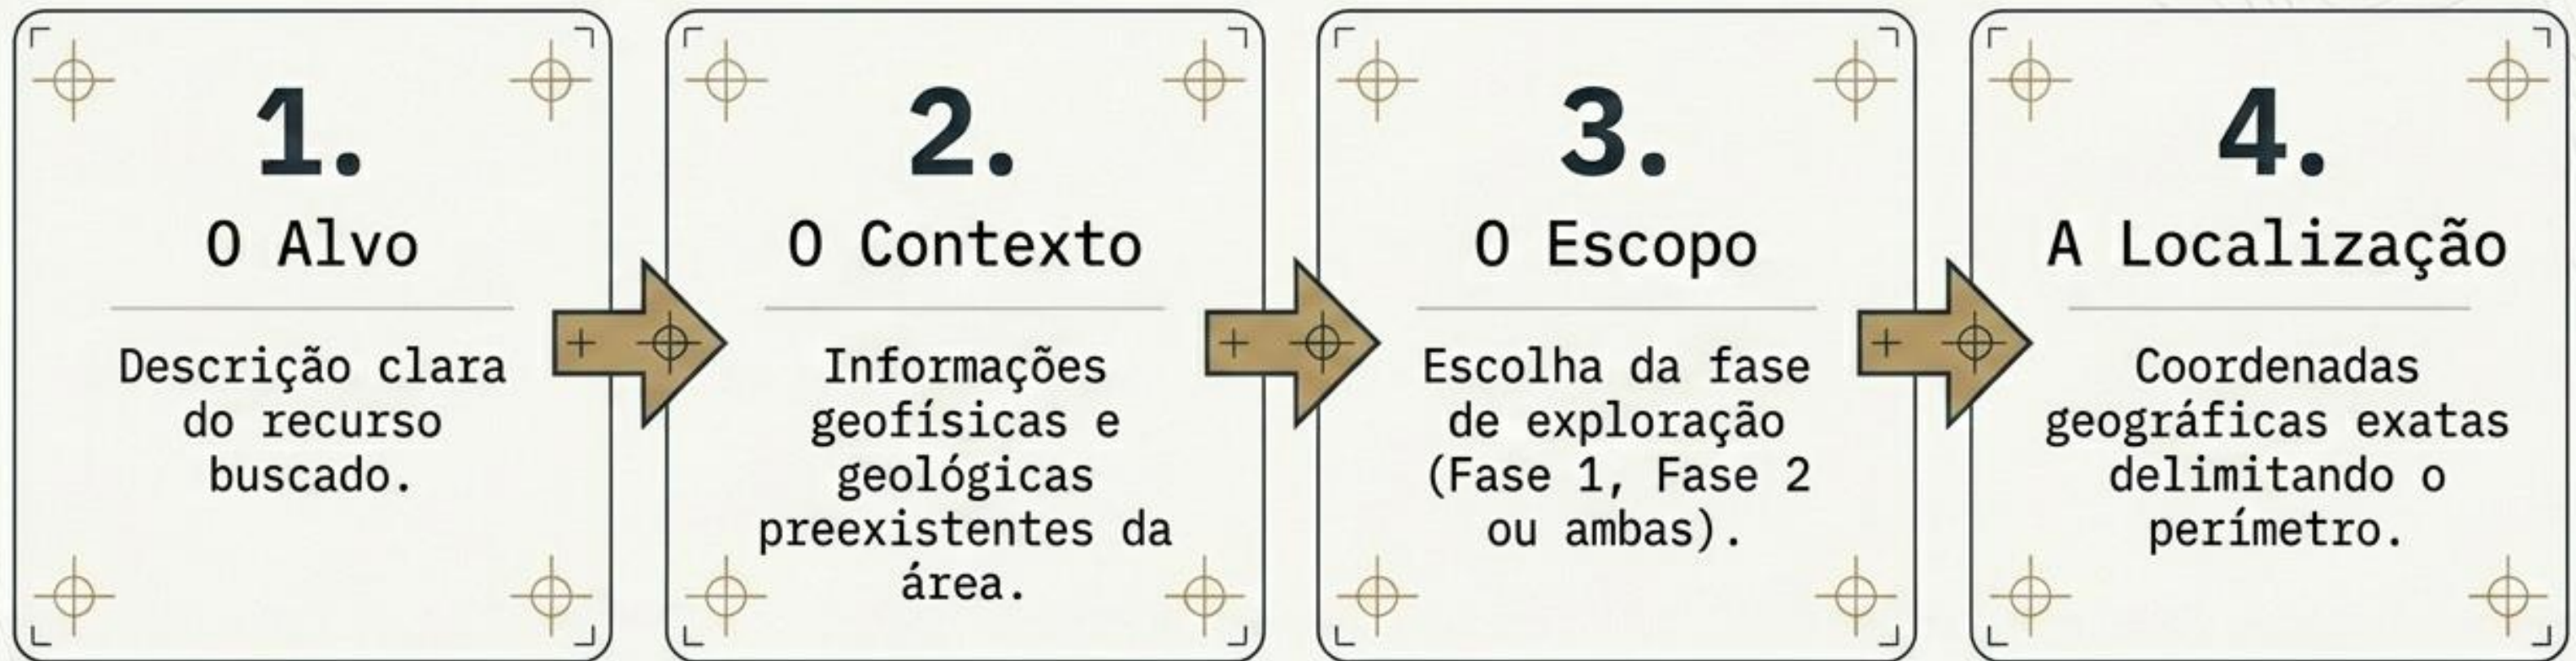 1.
O Alvo
Descrição clara
do recurso
buscado.
2.
O Contexto
Informações
geofísicas e
geológicas
preexistentes da
área.
3.
O Escopo
Escolha da fase
de exploração
(Fase 1, Fase 2
ou ambas).
4.
A Localização
Coordenadas
geográficas exatas
delimitando o
perímetro.